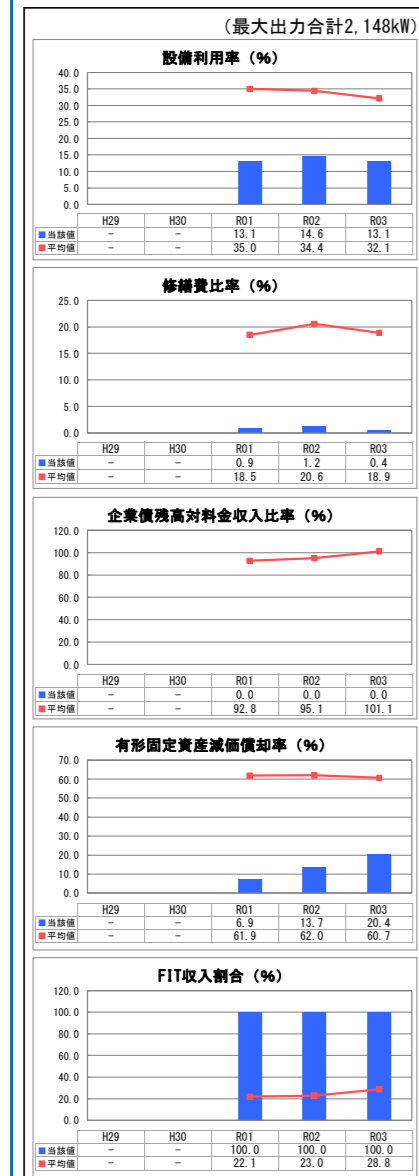 （最大出力合計2,148kW）
設備利用率（%）
40.0
35.0
30.0
25.0
20.0
15.0
10.0
5.0
0.0
H29 H30 R01 R02 R03
当該値 － － 13.1 14.6 13.1
平均値 － － 35.0 34.4 32.1
修繕費比率（%）
25.0
20.0
15.0
10.0
5.0
0.0
H29 H30 R01 R02 R03
当該値 － － 0.9 1.2 0.4
平均値 － － 18.5 20.6 18.9
企業債残高対料金収入比率（%）
120.0
100.0
80.0
60.0
40.0
20.0
0.0
H29 H30 R01 R02 R03
当該値 － － 0.0 0.0 0.0
平均値 － － 92.8 95.1 101.1
有形固定資産減価償却率（%）
70.0
60.0
50.0
40.0
30.0
20.0
10.0
0.0
H29 H30 R01 R02 R03
当該値 － － 6.9 13.7 20.4
平均値 － － 61.9 62.0 60.7
FIT収入割合（%）
120.0
100.0
80.0
60.0
40.0
20.0
0.0
H29 H30 R01 R02 R03
当該値 － － 100.0 100.0 100.0
平均値 － － 22.1 23.0 28.8